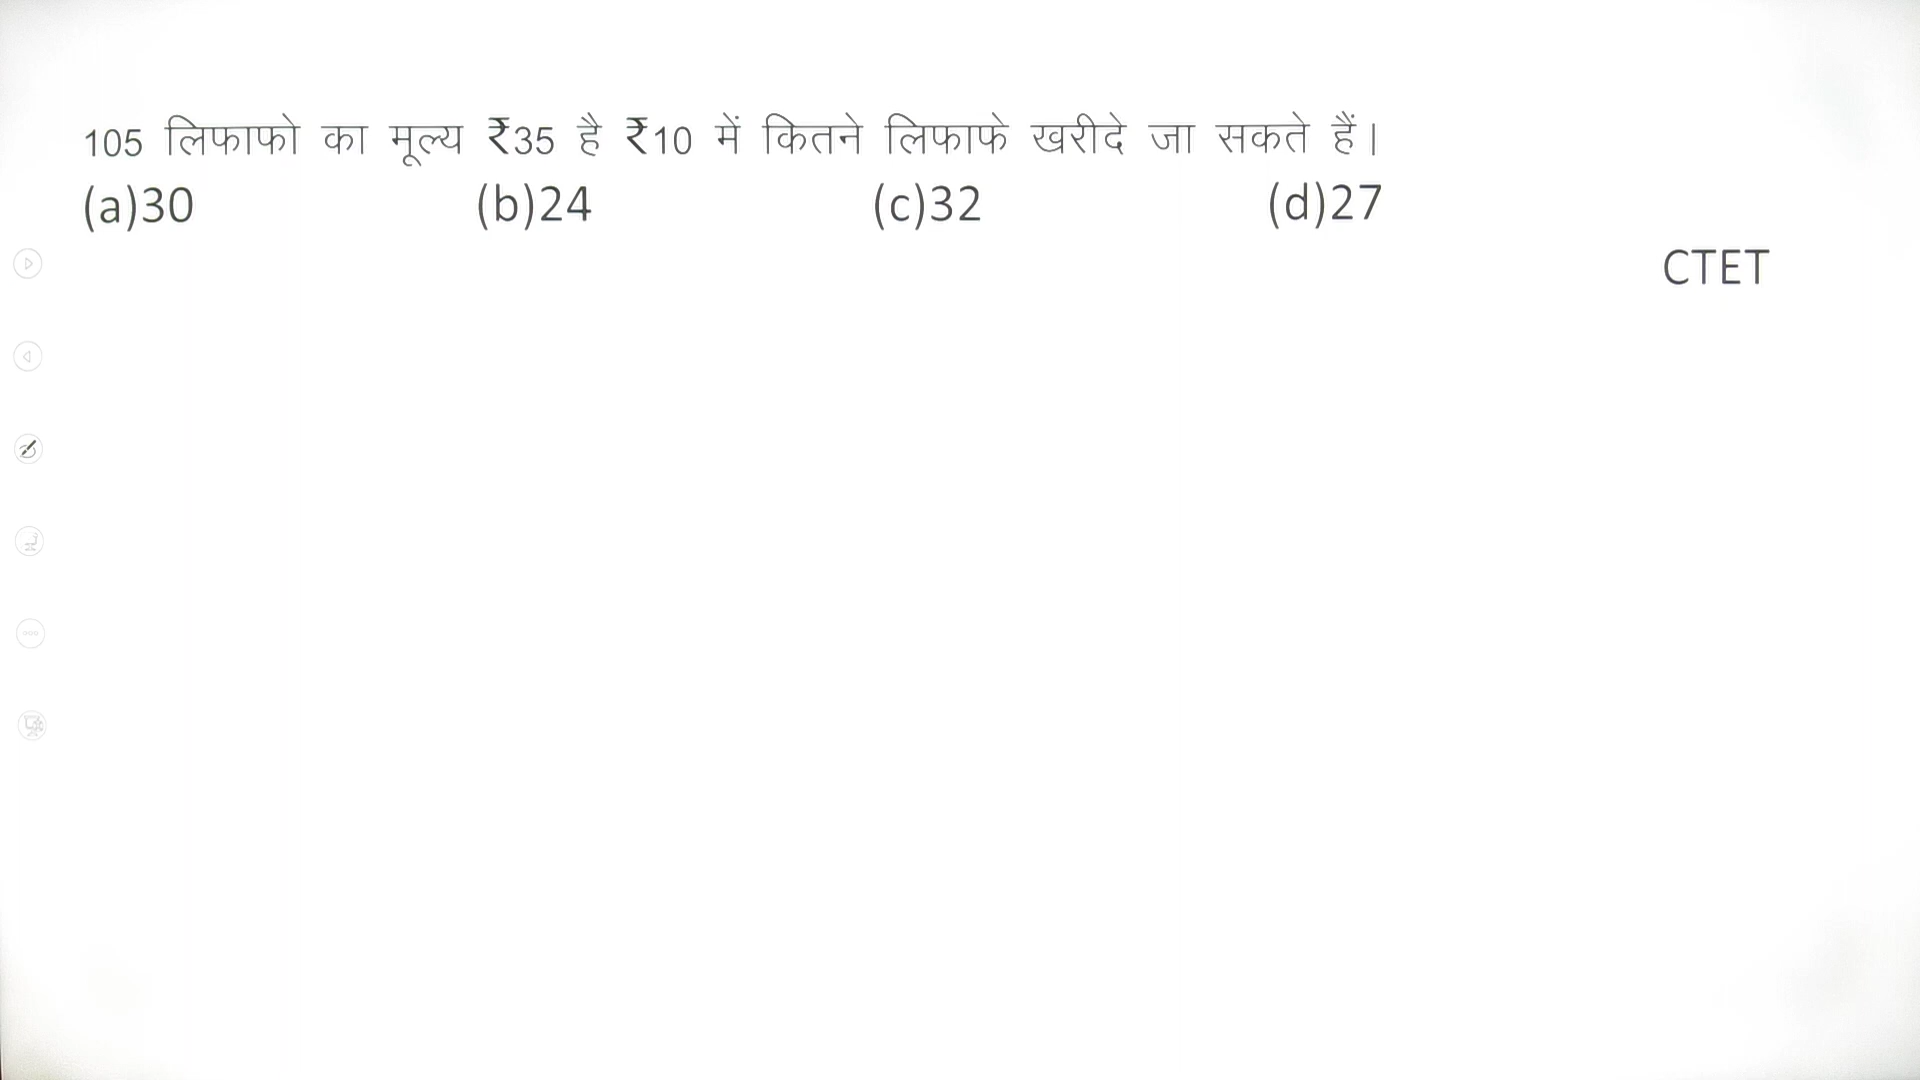 105 लिफाफो का मूल्य ₹35 है ₹10 में कितने लिफाफे खरीदे जा सकते हैं।
(a)30 (b)24 (c)32 (d)27
CTET